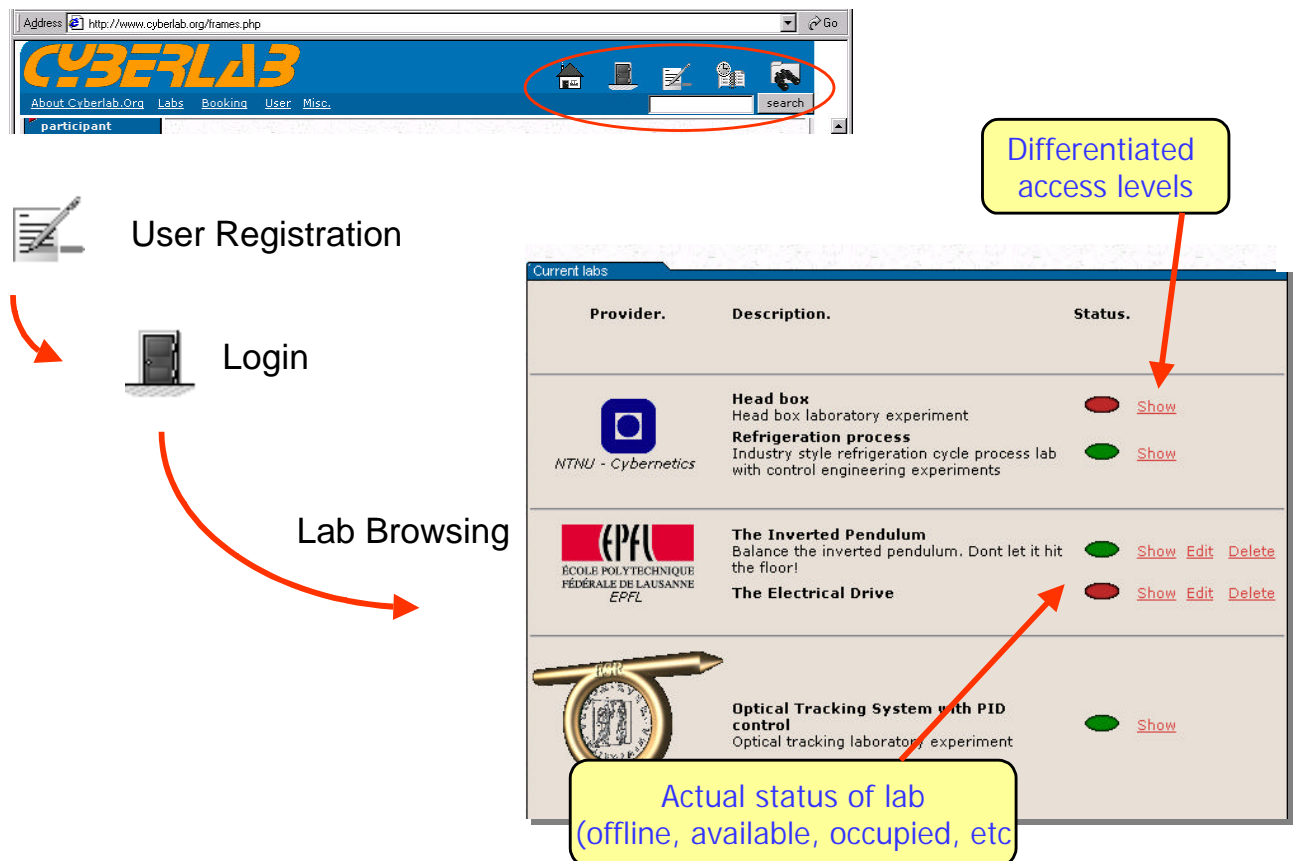 Address http://www.cyberlab.org/frames.php Go
CYBERLAB
About Cyberlab.Org Labs Booking User Misc. search
participant
Differentiated
access levels
User Registration
Login
Lab Browsing
Current labs
Provider. Description. Status.
Head box
Head box laboratory experiment
Show
Refrigeration process
Industry style refrigeration cycle process lab
with control engineering experiments
Show
NTNU - Cybernetics
EPFL
ÉCOLE POLYTECHNIQUE
FÉDÉRALE DE LAUSANNE
EPFL
The Inverted Pendulum
Balance the inverted pendulum. Dont let it hit
the floor!
Show Edit Delete
The Electrical Drive
Show Edit Delete
Optical Tracking System with PID
control
Optical tracking laboratory experiment
Show
Actual status of lab
(offline, available, occupied, etc